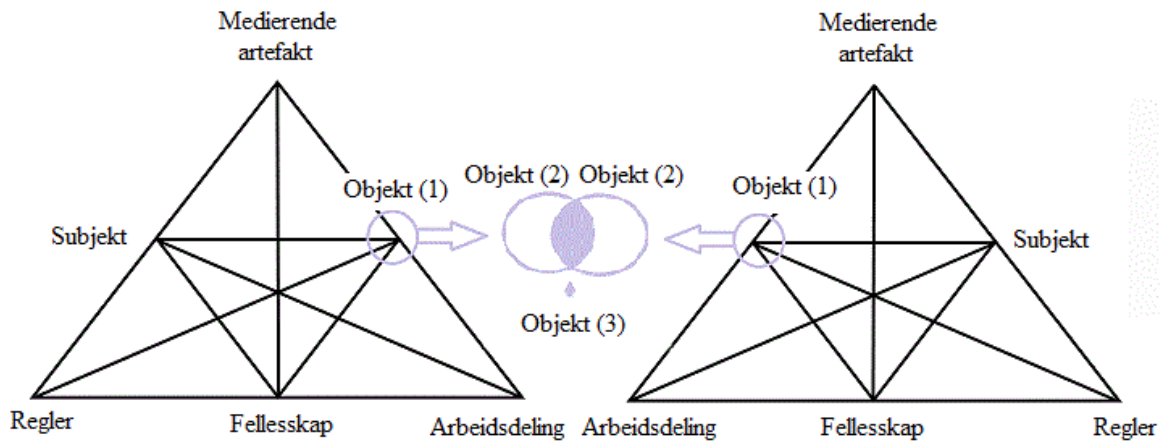 Medierende
artefakt
Medierende
artefakt
Objekt (1)
Objekt (2) Objekt (2)
Objekt (1)
Subjekt
Subjekt
Objekt (3)
Regler
Fellesskap
Arbeidsdeling
Arbeidsdeling
Fellesskap
Regler